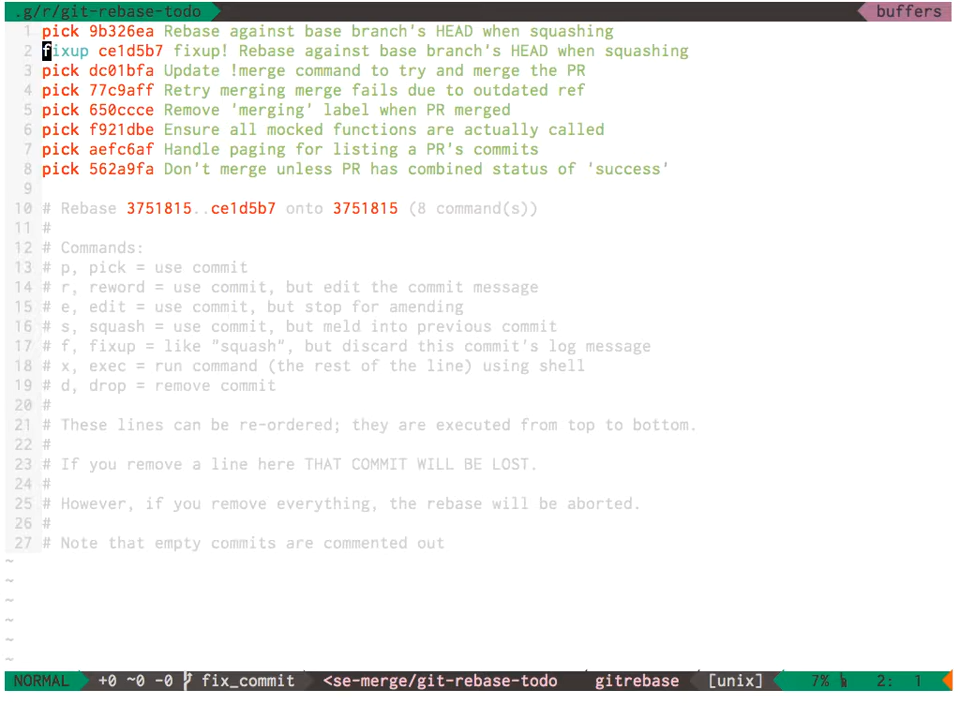 .g/r/git-rebase-todo buffers
1 pick 9b326ea Rebase against base branch's HEAD when squashing
2 fixup ce1d5b7 fixup! Rebase against base branch's HEAD when squashing
3 pick dc01bfa Update !merge command to try and merge the PR
4 pick 77c9aff Retry merging merge fails due to outdated ref
5 pick 650ccce Remove 'merging' label when PR merged
6 pick f921dbe Ensure all mocked functions are actually called
7 pick aefc6af Handle paging for listing a PR's commits
8 pick 562a9fa Don't merge unless PR has combined status of 'success'
9
10 # Rebase 3751815..ce1d5b7 onto 3751815 (8 command(s))
11 #
12 # Commands:
13 # p, pick = use commit
14 # r, reword = use commit, but edit the commit message
15 # e, edit = use commit, but stop for amending
16 # s, squash = use commit, but meld into previous commit
17 # f, fixup = like "squash", but discard this commit's log message
18 # x, exec = run command (the rest of the line) using shell
19 # d, drop = remove commit
20 #
21 # These lines can be re-ordered; they are executed from top to bottom.
22 #
23 # If you remove a line here THAT COMMIT WILL BE LOST.
24 #
25 # However, if you remove everything, the rebase will be aborted.
26 #
27 # Note that empty commits are commented out
~
~
~
~
~
~
NORMAL +0 ~0 -0 fix_commit <se-merge/git-rebase-todo gitrebase [unix] 7% 2: 1